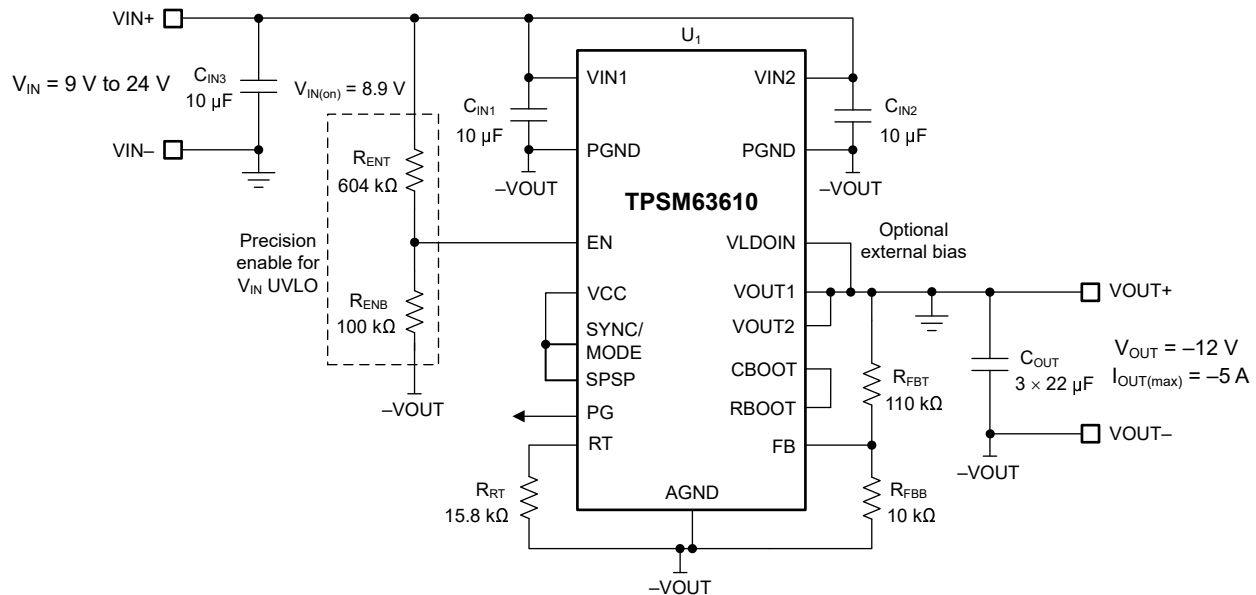 VIN+
U1
VIN1
VIN2
VIN = 9 V to 24 V
CIN3
10 µF
VIN(on) = 8.9 V
CIN1
10 µF
CIN2
10 µF
VIN–
PGND
PGND
RENT
604 kΩ
–VOUT
–VOUT
TPSM63610
Precision
enable for
VIN UVLO
EN
VLDOIN
Optional
external bias
RENB
100 kΩ
VCC
VOUT1
VOUT+
SYNC/
MODE
VOUT2
SPSP
CBOOT
RFBT
110 kΩ
COUT
3 × 22 µF
VOUT = –12 V
IOUT(max) = –5 A
–VOUT
PG
RBOOT
RT
FB
VOUT–
–VOUT
RRT
15.8 kΩ
AGND
RFBB
10 kΩ
–VOUT